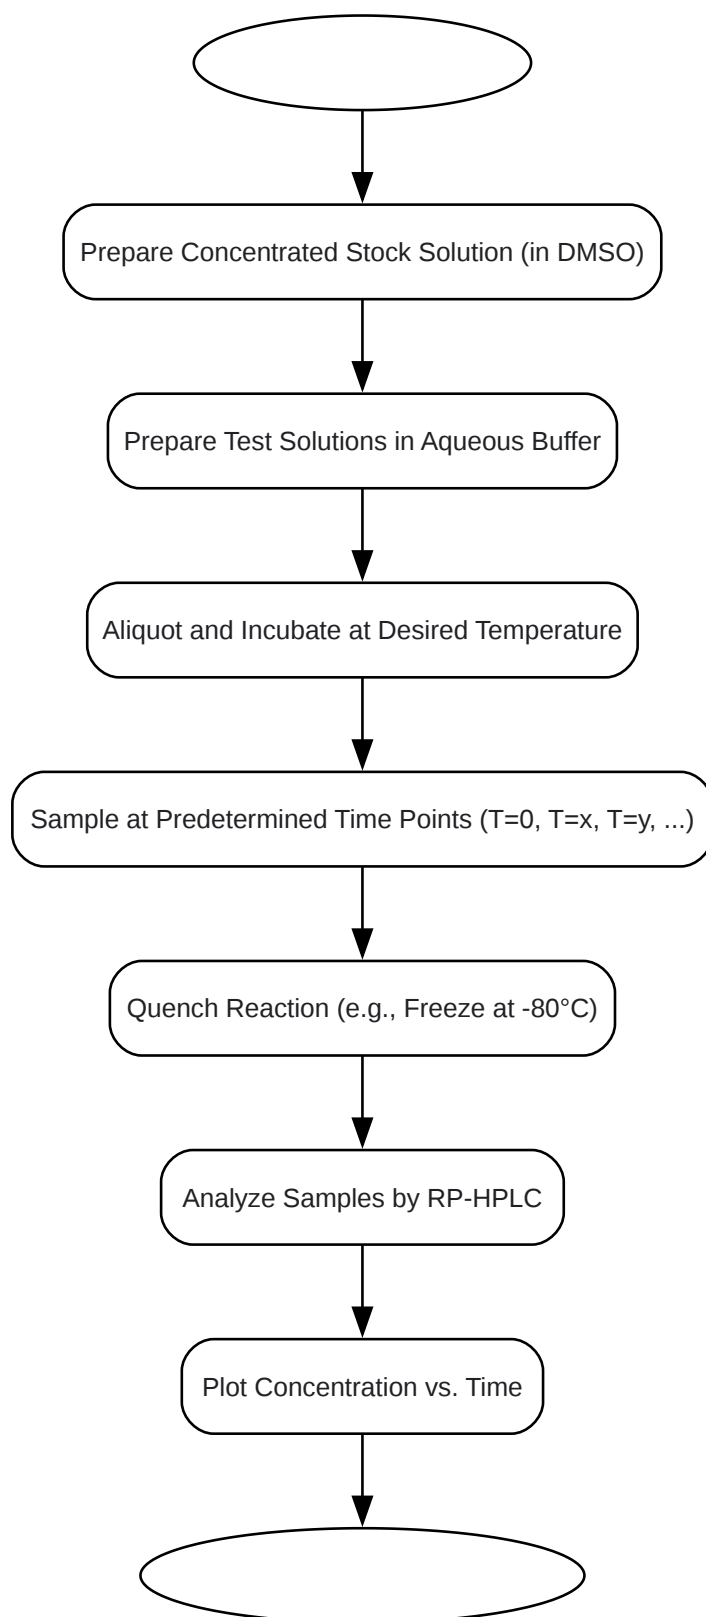 Prepare Concentrated Stock Solution (in DMSO)
Prepare Test Solutions in Aqueous Buffer
Aliquot and Incubate at Desired Temperature
Sample at Predetermined Time Points (T=0, T=x, T=y, ...)
Quench Reaction (e.g., Freeze at -80°C)
Analyze Samples by RP-HPLC
Plot Concentration vs. Time